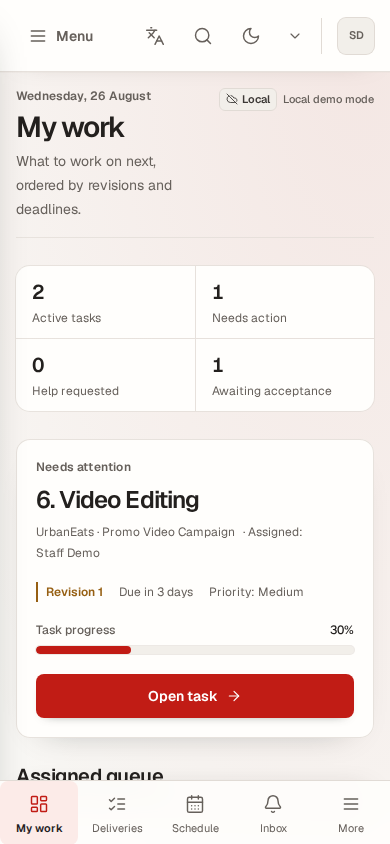 Menu
SD
Wednesday, 26 August
Local
Local demo mode
My work
What to work on next,
ordered by revisions and
deadlines.
2
Active tasks
1
Needs action
0
Help requested
1
Awaiting acceptance
Needs attention
6. Video Editing
UrbanEats · Promo Video Campaign · Assigned:
Staff Demo
Revision 1
Due in 3 days
Priority: Medium
Task progress
30%
Open task
Assigned queue
My work
Deliveries
Schedule
Inbox
More